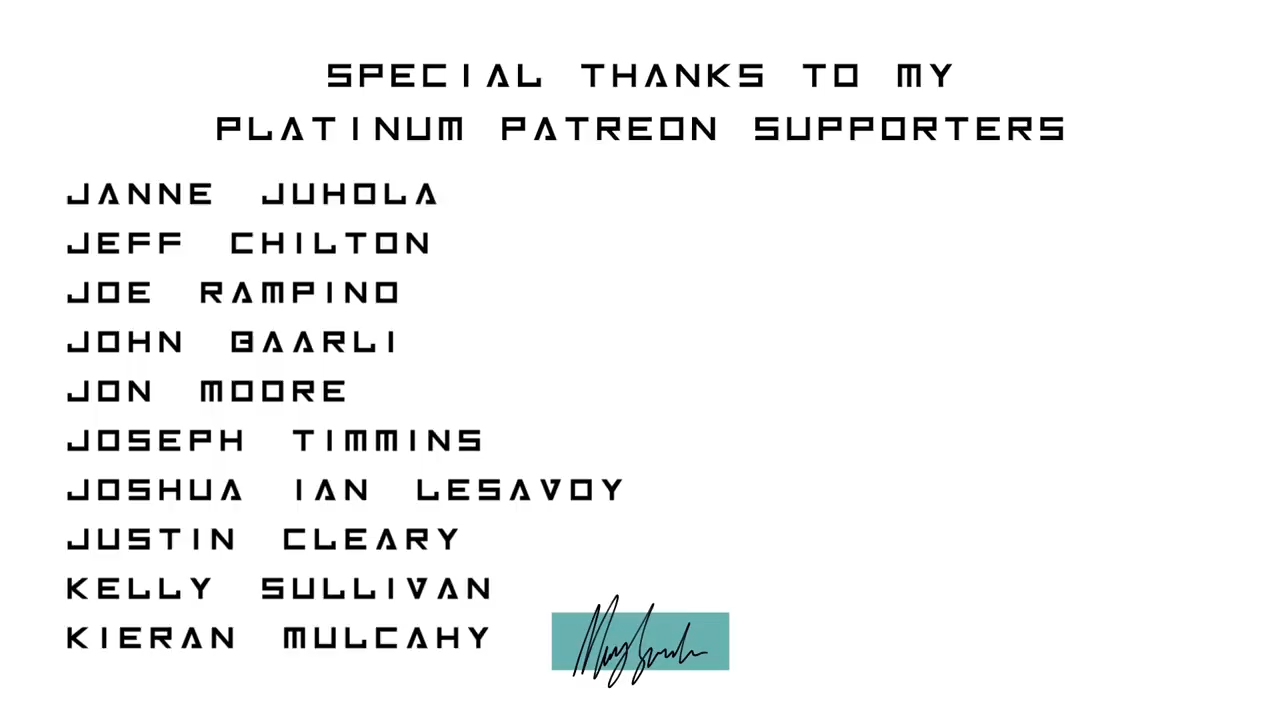 SPECIAL THANKS TO MY
PLATINUM PATREON SUPPORTERS
JANNE JUHOLA
JEFF CHILTON
JOE RAMPINO
JOHN BAARLI
JON MOORE
JOSEPH TIMMINS
JOSHUA IAN LESAVOY
JUSTIN CLEARY
KELLY SULLIVAN
KIERAN MULCAHY